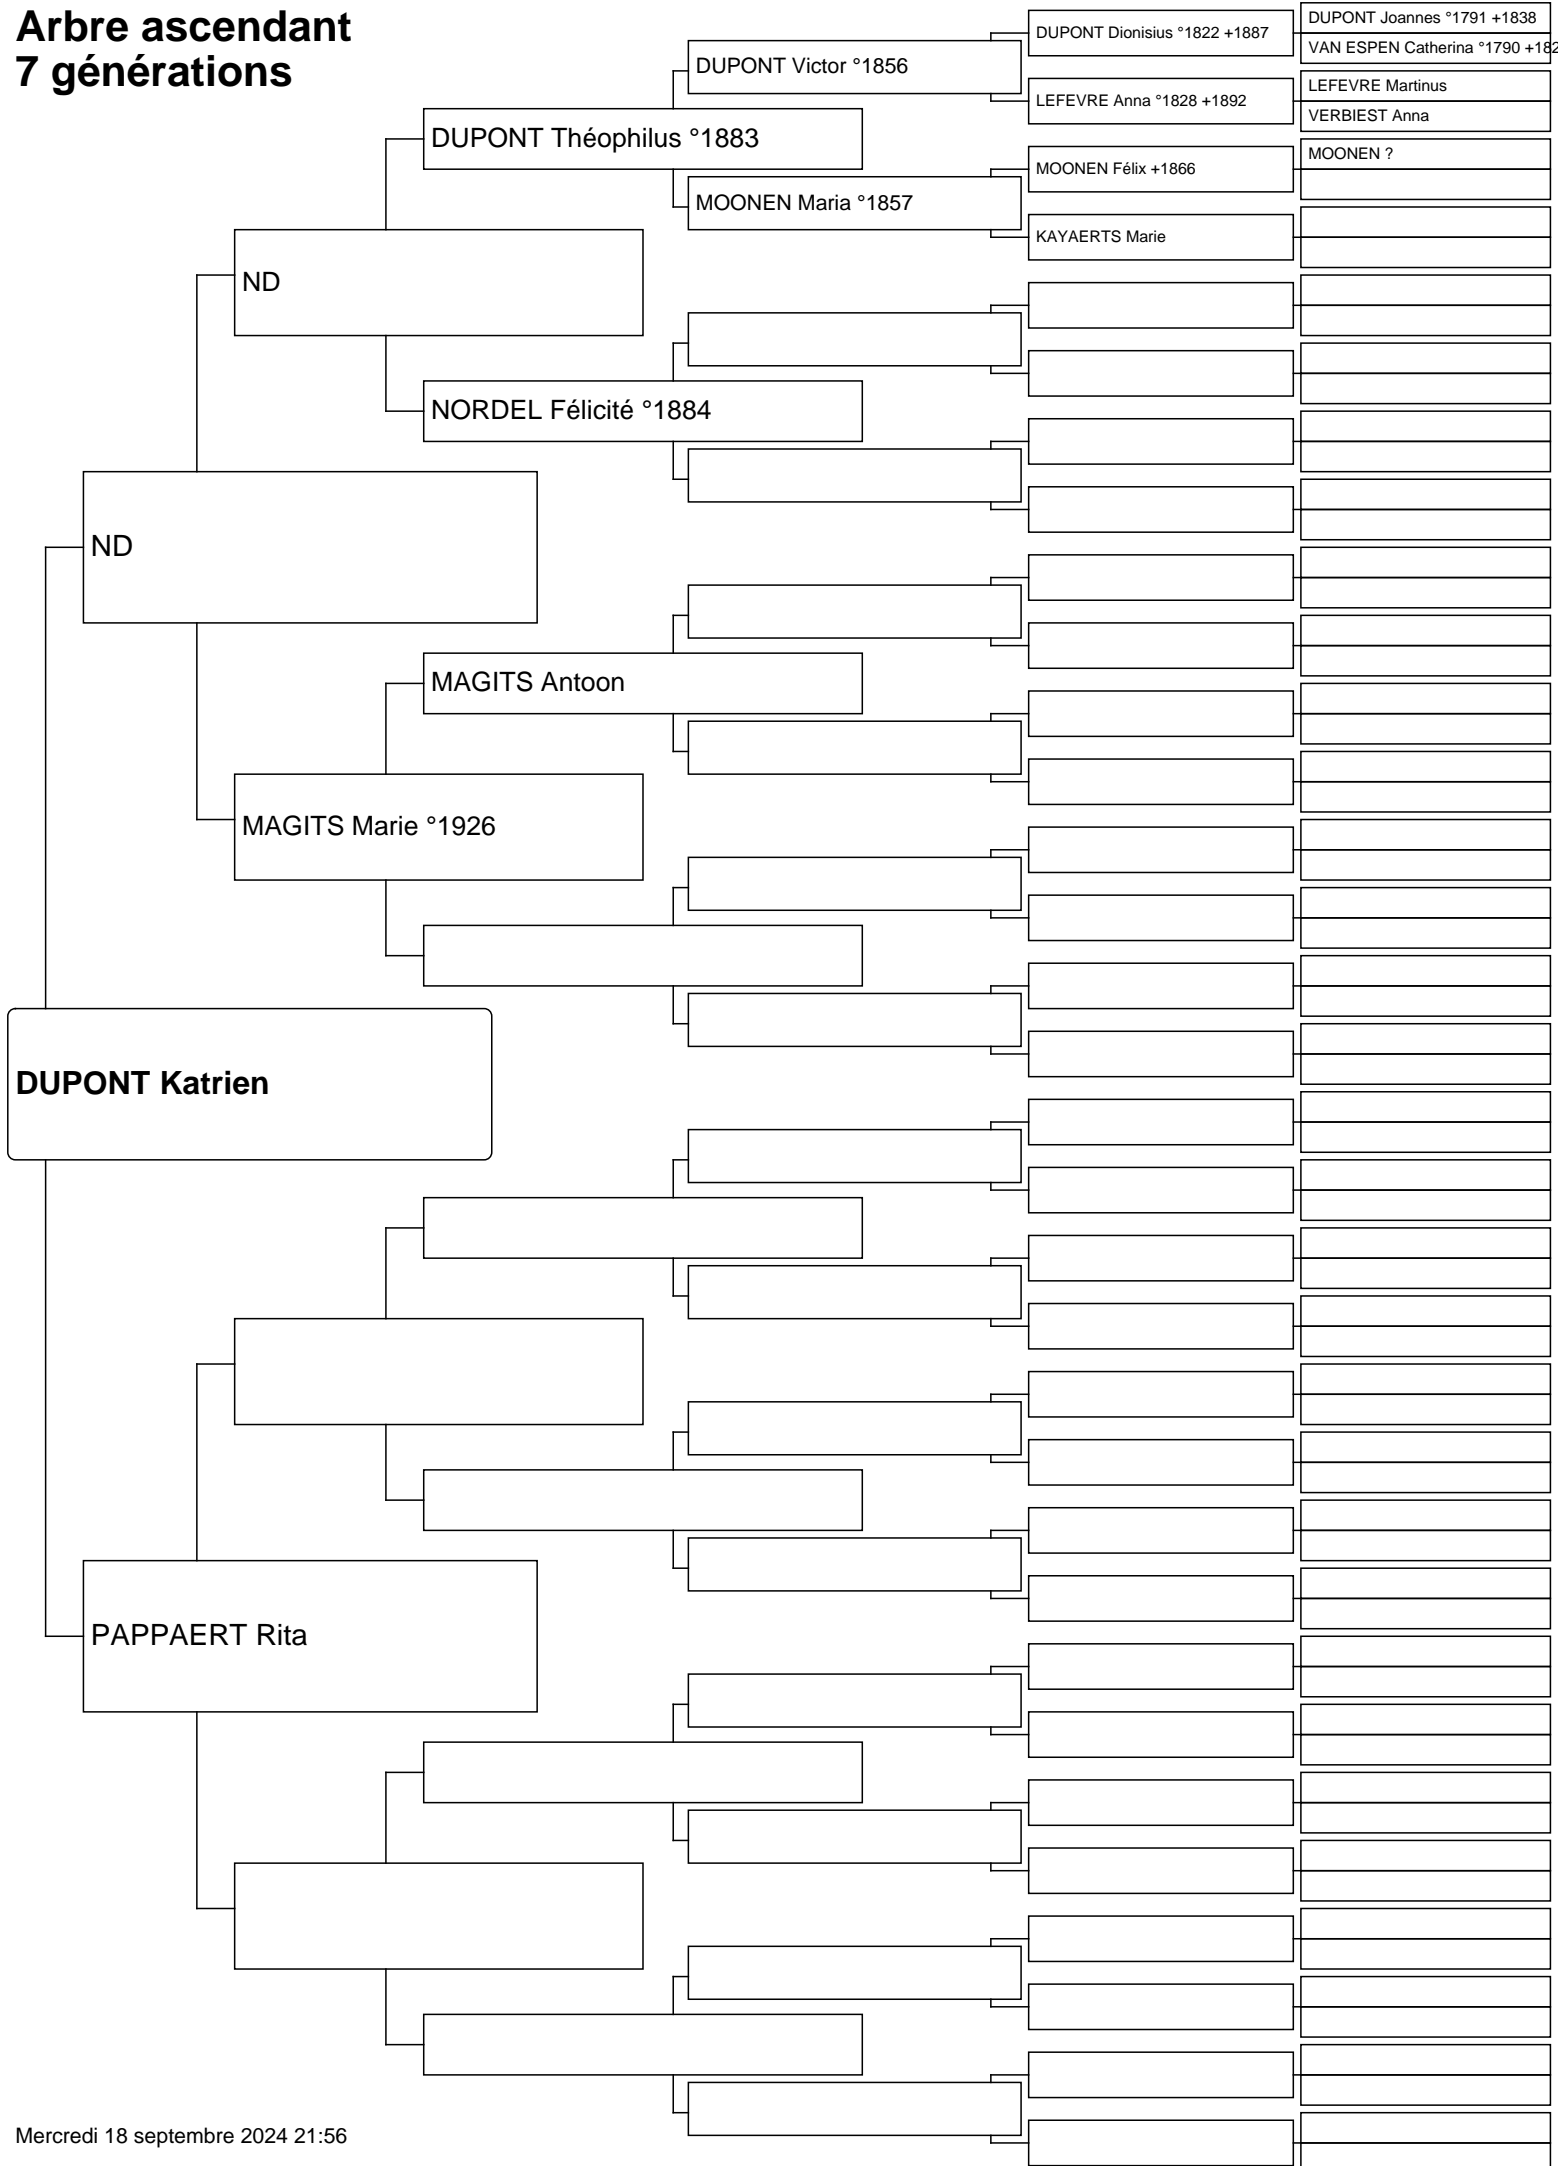 Arbre ascendant
7 générations
DUPONT Joannes °1791 +1838
DUPONT Dionisius °1822 +1887
VAN ESPEN Catherina °1790 +182
DUPONT Victor °1856
LEFEVRE Martinus
LEFEVRE Anna °1828 +1892
VERBIEST Anna
DUPONT Théophilus °1883
MOONEN ?
MOONEN Félix +1866
MOONEN Maria °1857
KAYAERTS Marie
ND
NORDEL Félicité °1884
ND
MAGITS Antoon
MAGITS Marie °1926
DUPONT Katrien
PAPPAERT Rita
Mercredi 18 septembre 2024 21:56